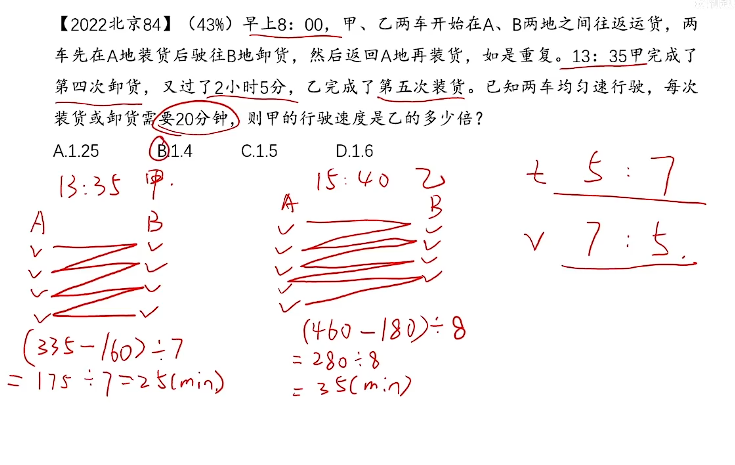 【2022北京84】(43%) 早上8：00，甲、乙两车开始在A、B两地之间往返运货，两
车先在A地装货后驶往B地卸货，然后返回A地再装货，如是重复。13：35甲完成了
第四次卸货，又过了2小时5分，乙完成了第五次装货。已知两车均匀速行驶，每次
装货或卸货需要20分钟，则甲的行驶速度是乙的多少倍？
A.1.25 B.1.4 C.1.5 D.1.6
13:35 甲.
15:40 乙
t 5 : 7
v 7 : 5.
A B
A B
(335-160)÷7
=175÷7=25(min)
(460-180)÷8
=280÷8
=35(min)